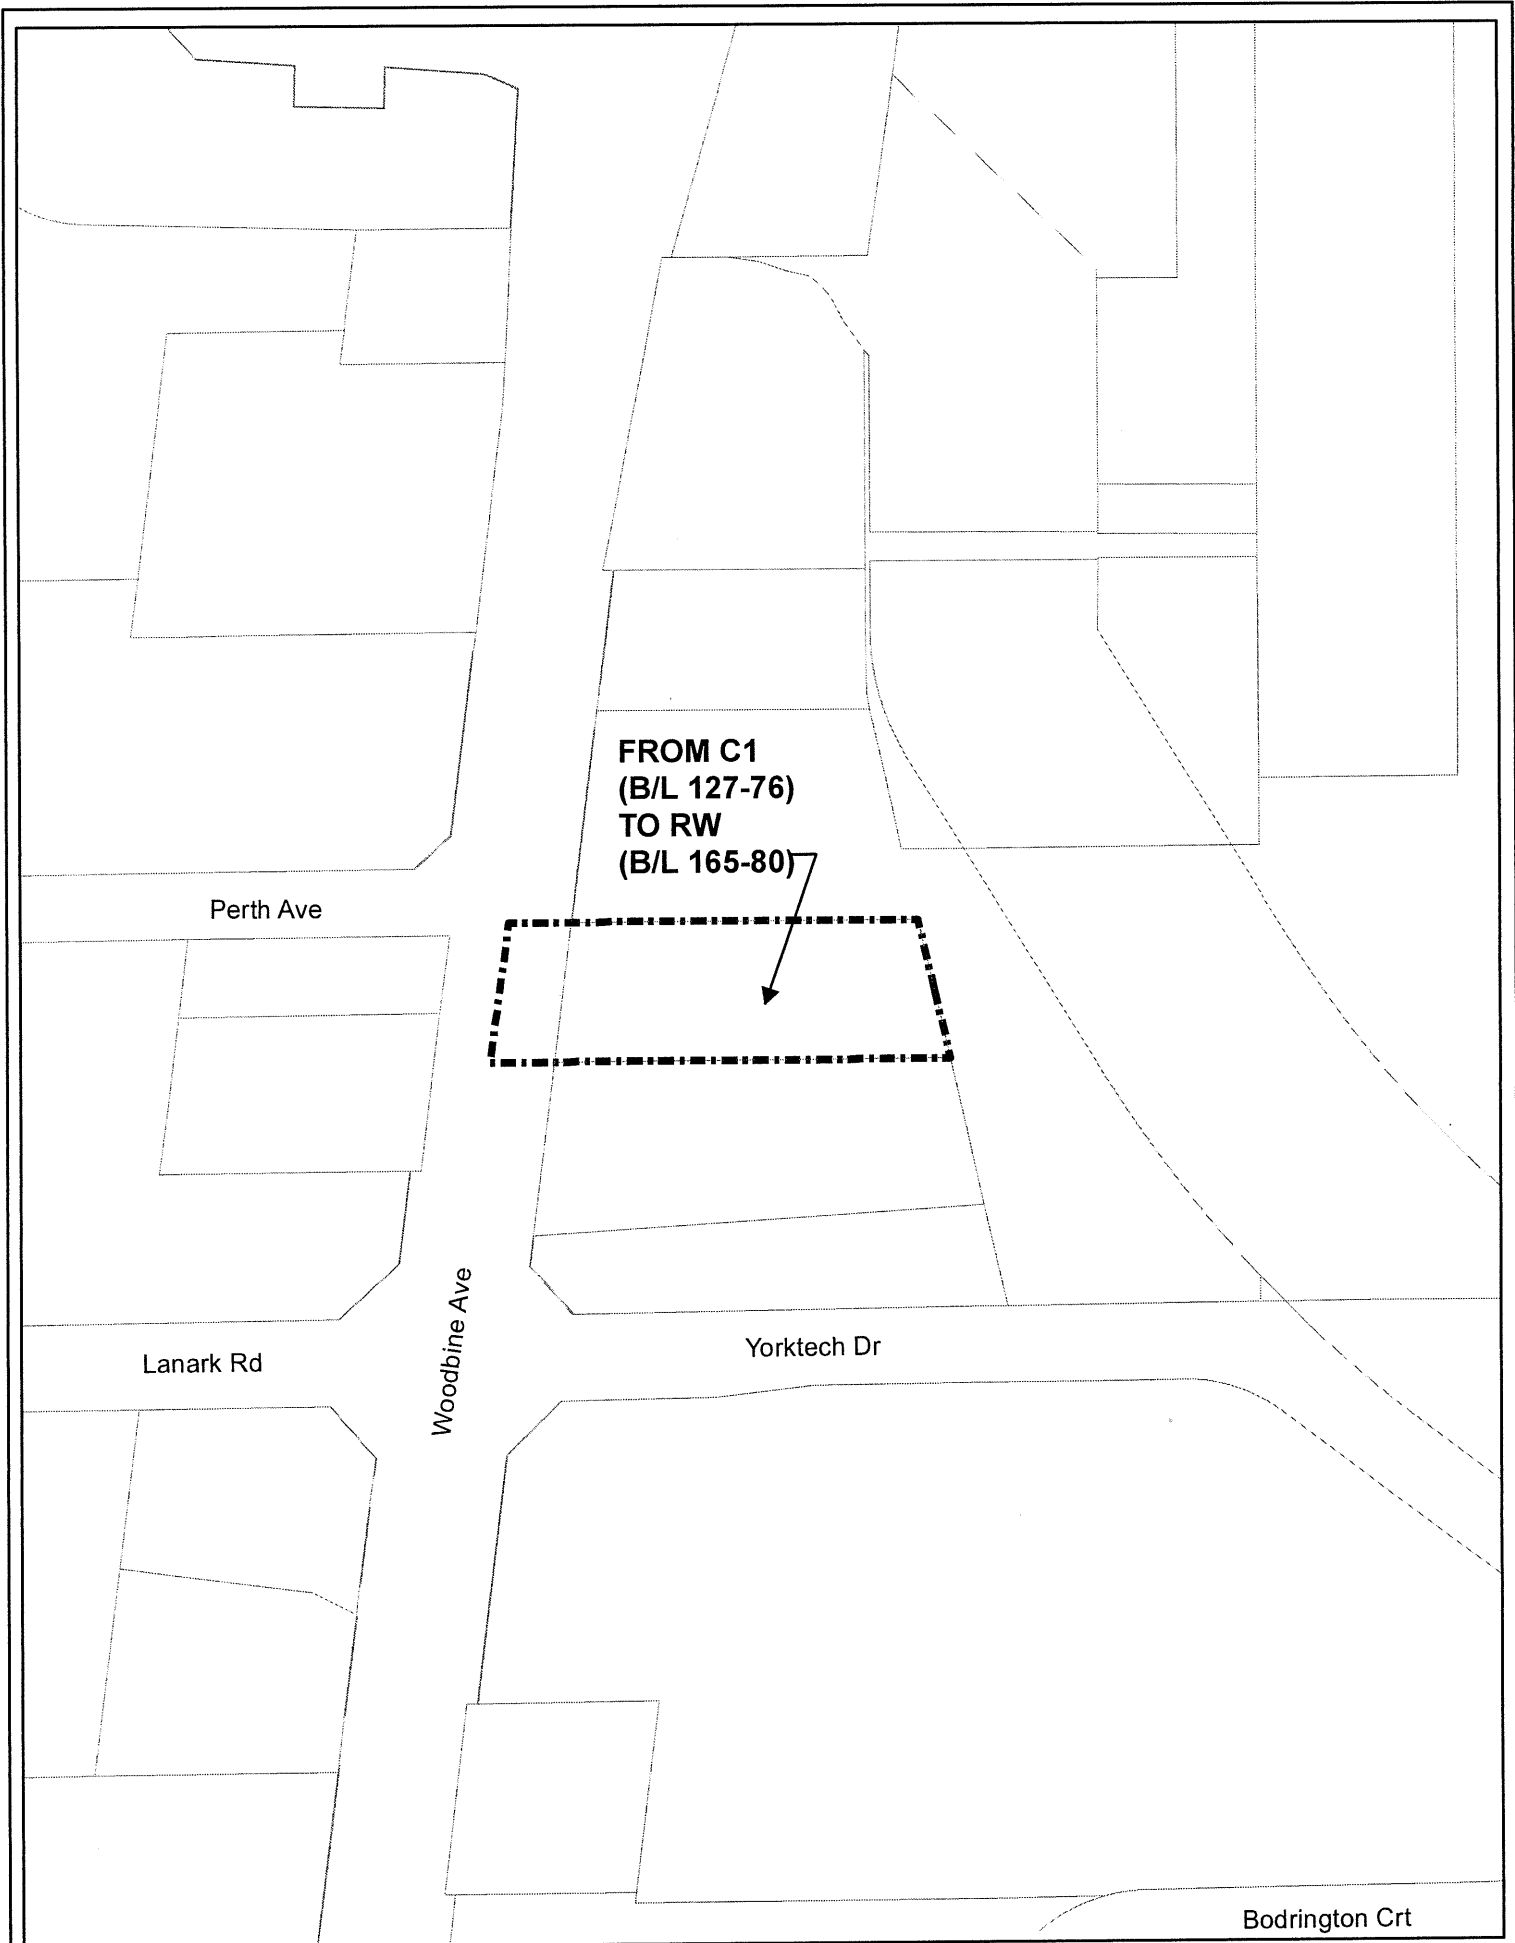 FROM C1
(B/L 127-76)
TO RW
(B/L 165-80)
Perth Ave
Woodbine Ave
Lanark Rd
Yorktech Dr
Bodrington Crt